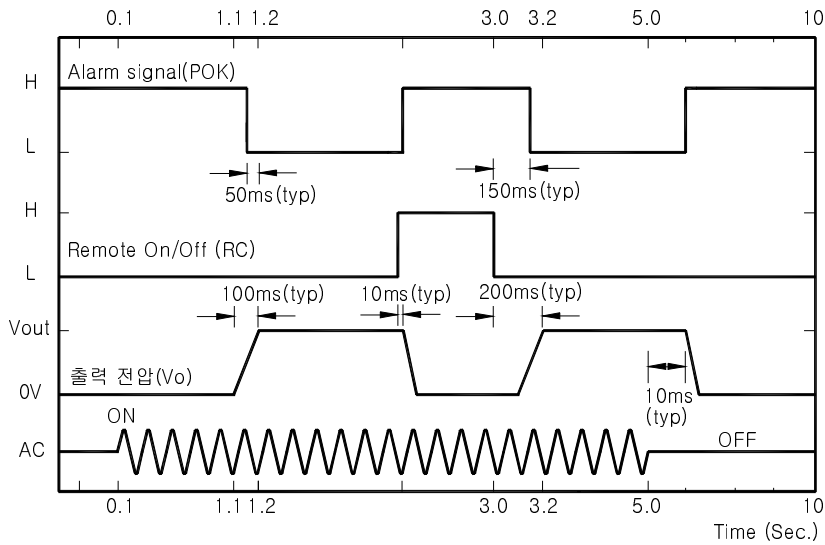 0.1 1.1 1.2 3.0 3.2 5.0 10
H Alarm signal(POK)
L
50ms(typ) 150ms(typ)
H
Remote On/Off (RC)
L
100ms(typ) 10ms(typ) 200ms(typ)
Vout
출력 전압(Vo)
0V 10ms
(typ)
ON
AC OFF
0.1 1.1 1.2 3.0 3.2 5.0 10
Time (Sec.)